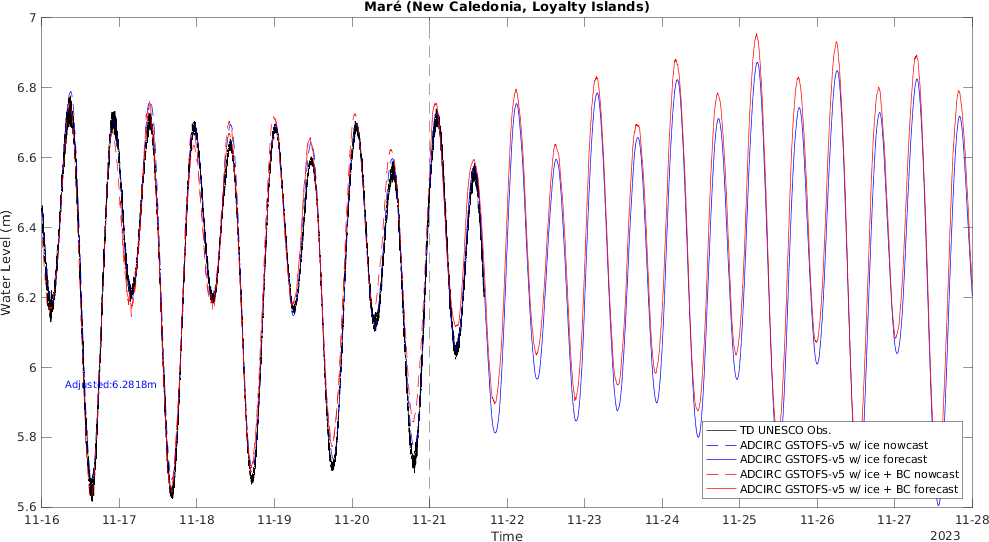 Maré (New Caledonia, Loyalty Islands)
7
6.8
6.6
6.4
6.2
6
5.8
5.6
Water Level (m)
Adjusted:6.2818m
TD UNESCO Obs.
ADCIRC GSTOFS-v5 w/ ice nowcast
ADCIRC GSTOFS-v5 w/ ice forecast
ADCIRC GSTOFS-v5 w/ ice + BC nowcast
ADCIRC GSTOFS-v5 w/ ice + BC forecast
11-16 11-17 11-18 11-19 11-20 11-21 11-22 11-23 11-24 11-25 11-26 11-27 11-28
Time
2023